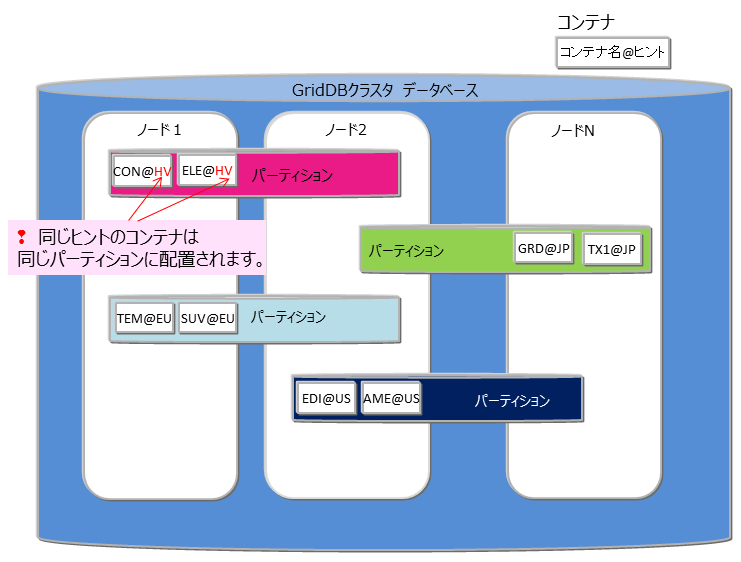 コンテナ
コンテナ名@ヒント
GridDBクラスタ データベース
ノード１
ノード2
ノードN
CON@HV
ELE@HV
パーティション
❢ 同じヒントのコンテナは
同じパーティションに配置されます。
パーティション
GRD@JP
TX1@JP
TEM@EU
SUV@EU
パーティション
EDI@US
AME@US
パーティション